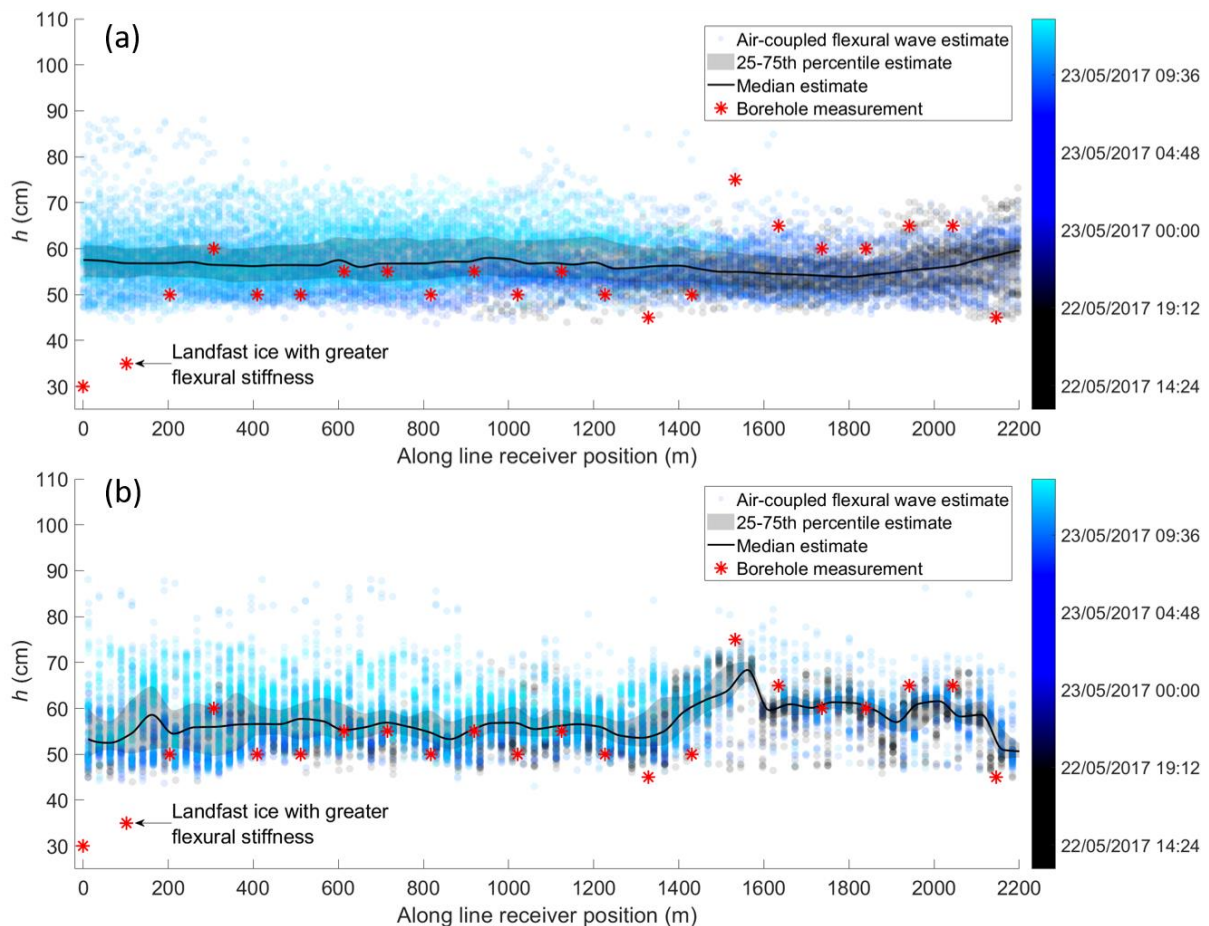 (a)
110
100
90
80
70
60
50
40
30
h (cm)
Air-coupled flexural wave estimate
25-75th percentile estimate
Median estimate
Borehole measurement
Landfast ice with greater
flexural stiffness
0 200 400 600 800 1000 1200 1400 1600 1800 2000 2200
Along line receiver position (m)
23/05/2017 09:36
23/05/2017 04:48
23/05/2017 00:00
22/05/2017 19:12
22/05/2017 14:24
(b)
110
100
90
80
70
60
50
40
30
h (cm)
Air-coupled flexural wave estimate
25-75th percentile estimate
Median estimate
Borehole measurement
Landfast ice with greater
flexural stiffness
0 200 400 600 800 1000 1200 1400 1600 1800 2000 2200
Along line receiver position (m)
23/05/2017 09:36
23/05/2017 04:48
23/05/2017 00:00
22/05/2017 19:12
22/05/2017 14:24